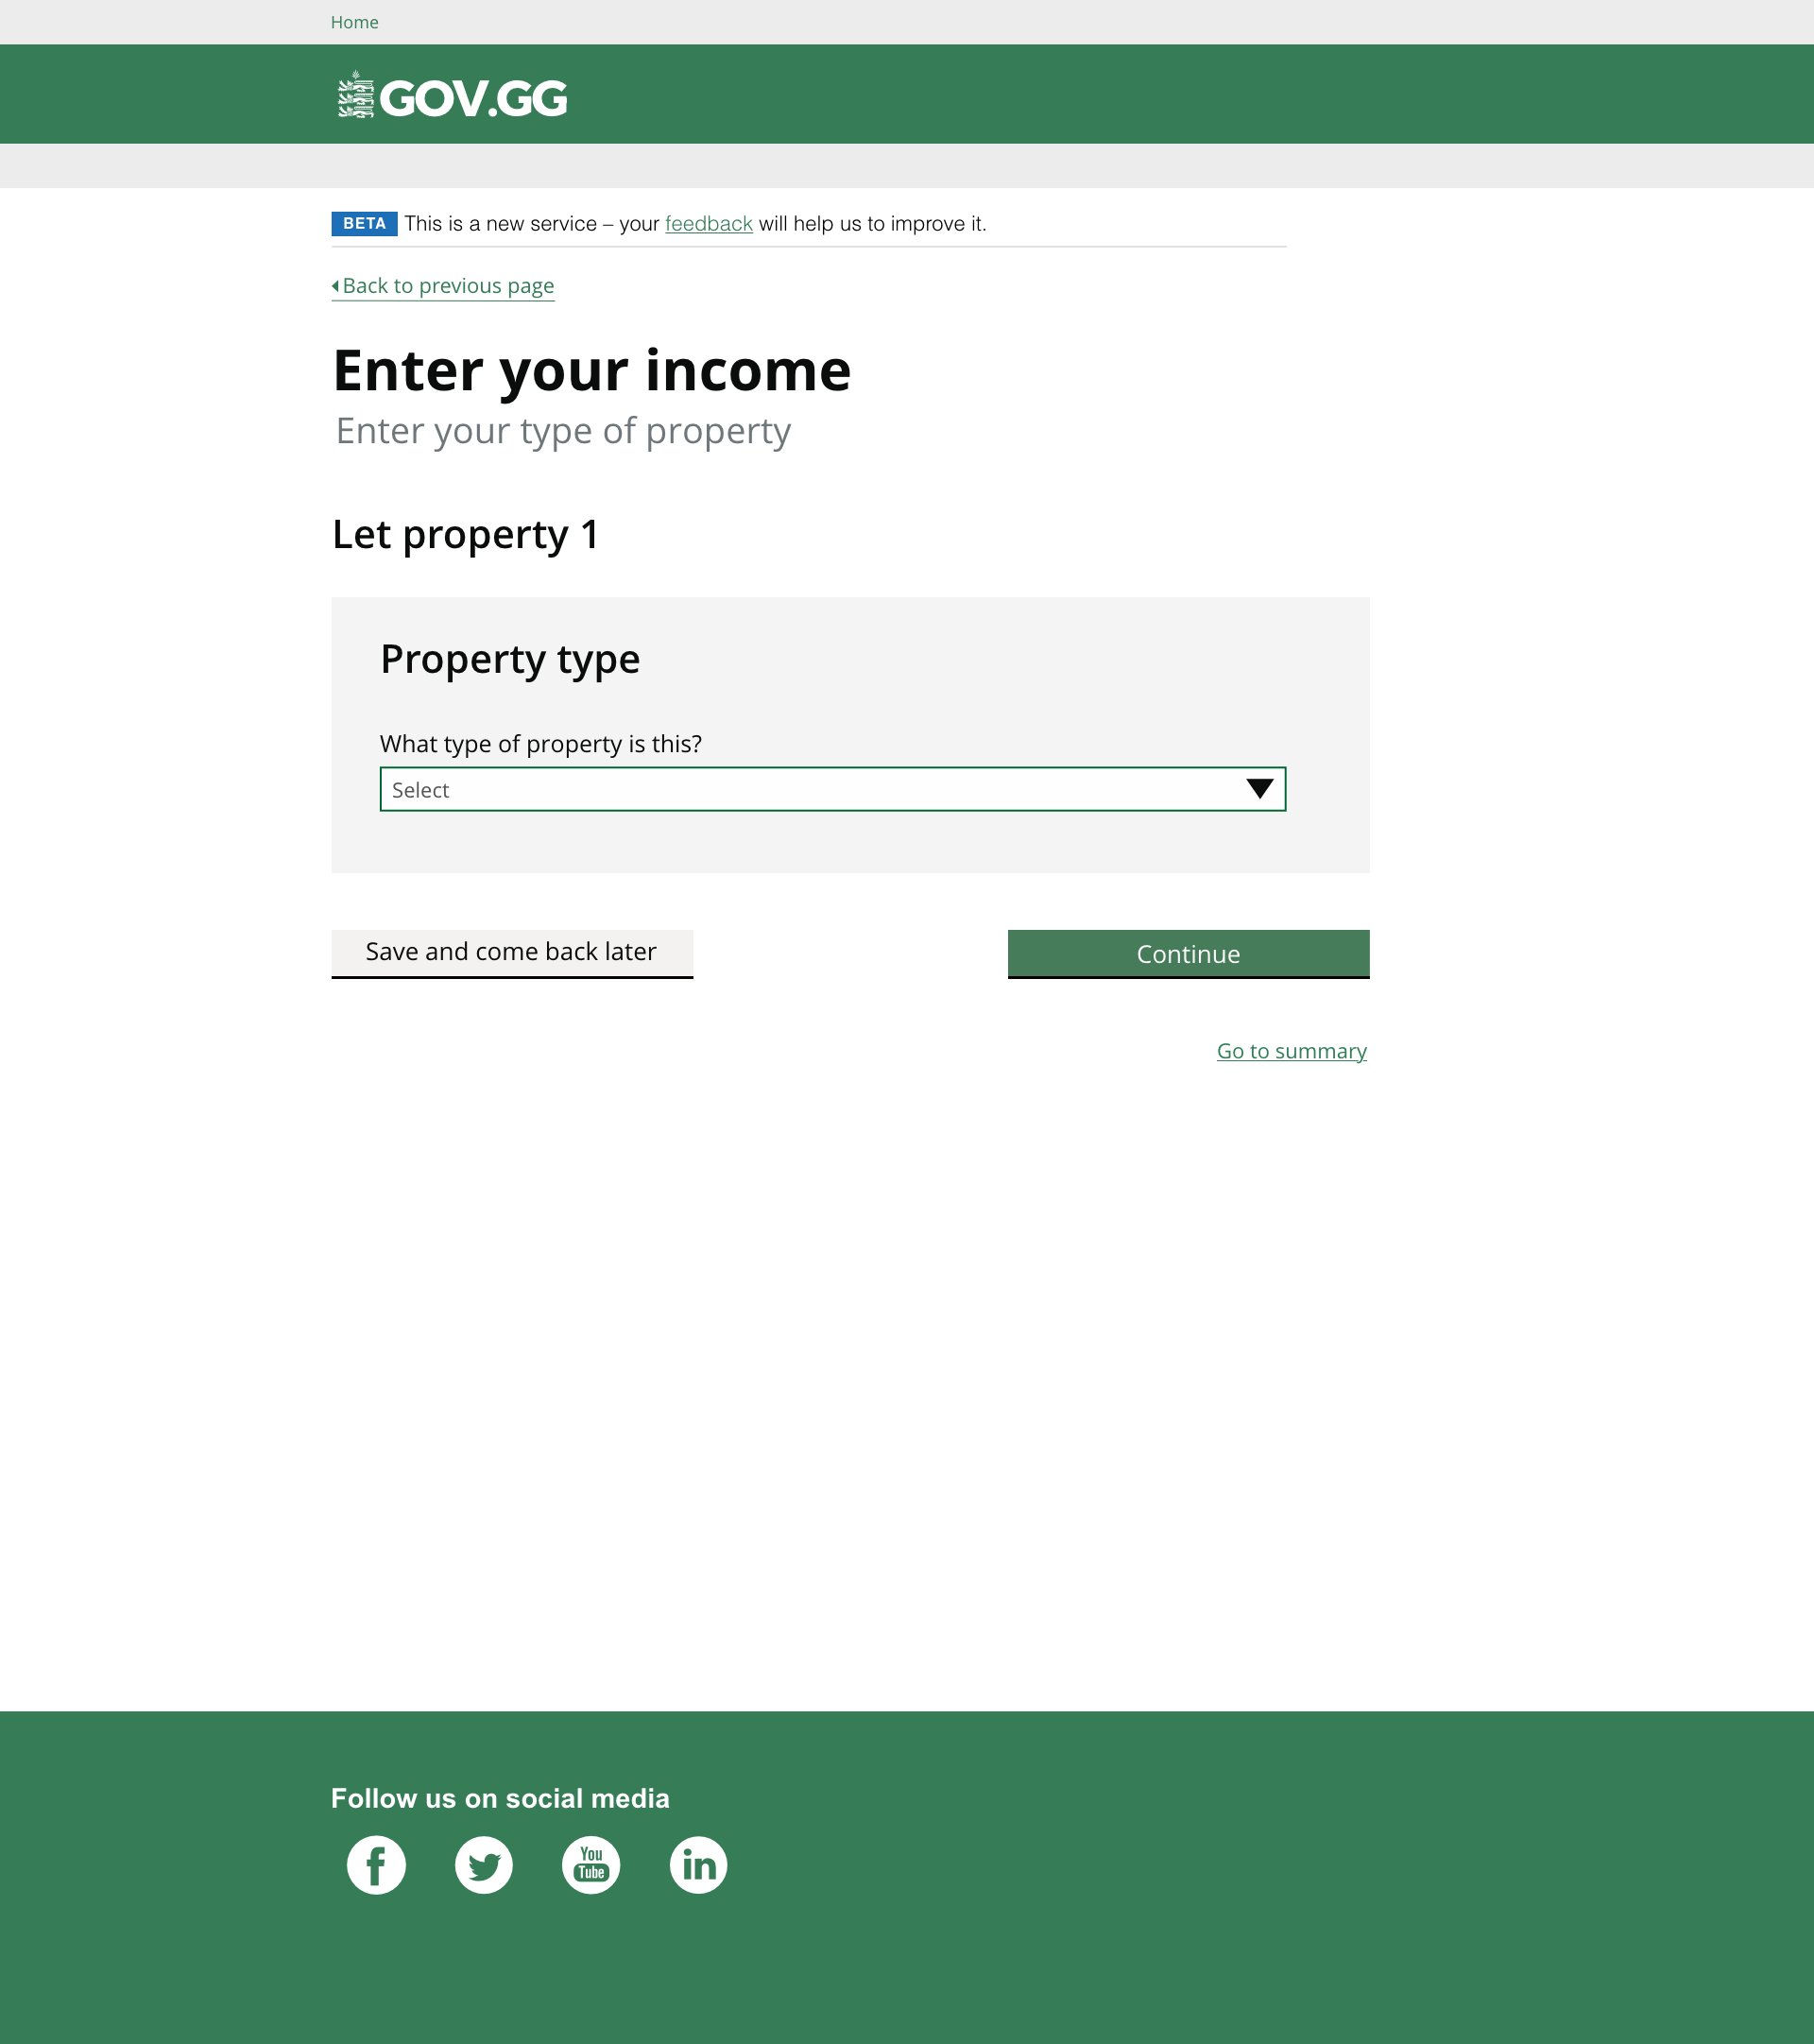 Home
GOV.GG
BETA This is a new service – your feedback will help us to improve it.
Back to previous page
Enter your income
Enter your type of property
Let property 1
Property type
What type of property is this?
Select
Save and come back later
Continue
Go to summary
Follow us on social media
f
You
Tube
in